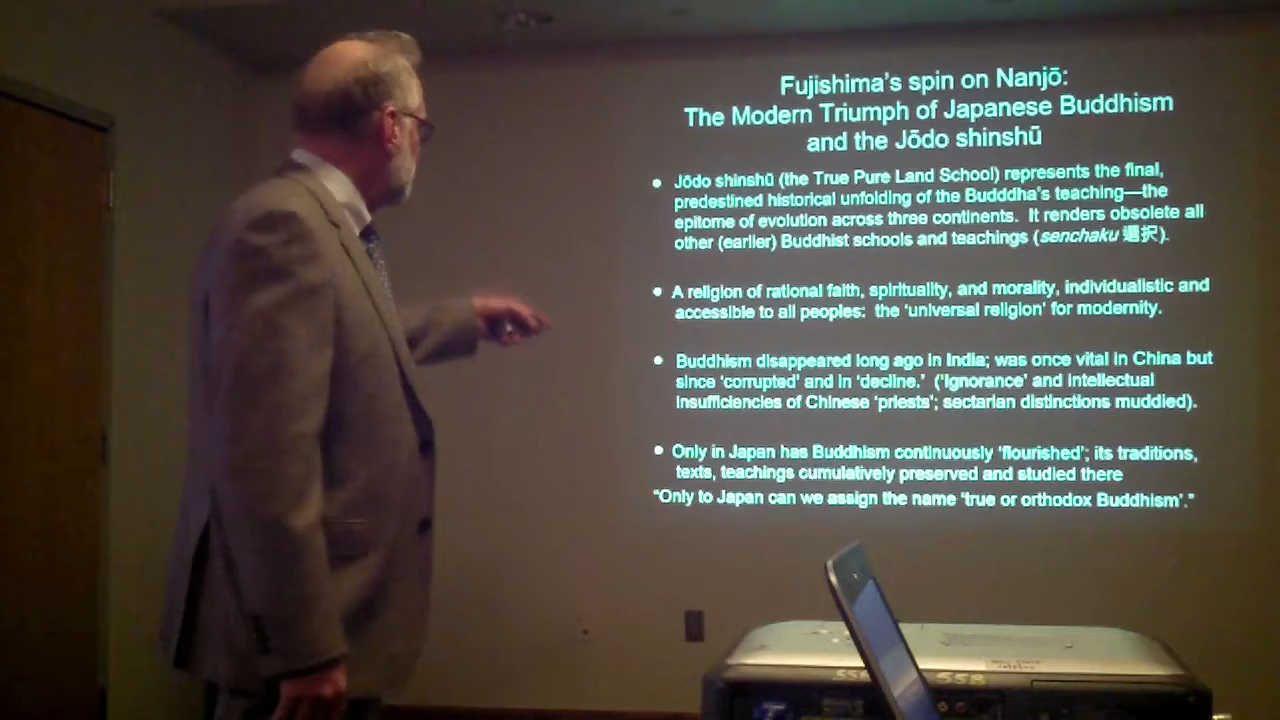 Fujishima's spin on Nanjō:
The Modern Triumph of Japanese Buddhism
and the Jōdo shinshū
• Jōdo shinshū (the True Pure Land School) represents the final,
predestined historical unfolding of the Budddha's teaching—the
epitome of evolution across three continents. It renders obsolete all
other (earlier) Buddhist schools and teachings (senchaku 選択).
• A religion of rational faith, spirituality, and morality, individualistic and
accessible to all peoples: the 'universal religion' for modernity.
• Buddhism disappeared long ago in India; was once vital in China but
since 'corrupted' and in 'decline.' ('Ignorance' and intellectual
insufficiencies of Chinese 'priests'; sectarian distinctions muddied).
• Only in Japan has Buddhism continuously 'flourished'; its traditions,
texts, teachings cumulatively preserved and studied there
"Only to Japan can we assign the name 'true or orthodox Buddhism'."
558